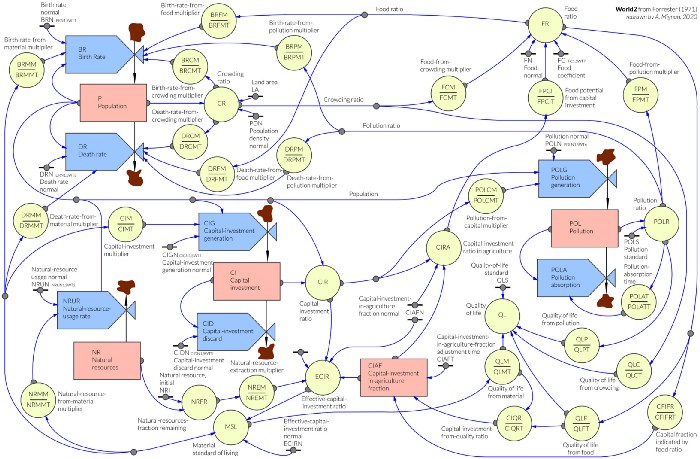 World2 from Forrester (1971)
redrawn by A.Mignen, 2020
Birth rate
normal
BRN
BR
Birth Rate
Birth-rate-from-material multiplier
BRMM
BRMMT
P
Population
DR
Death rate
DRN
Death rate
normal
Birth-rate-from-
food multiplier
BRFM
BRFMT
Birth-rate-from-
pollution multiplier
BRPM
BRPMT
BRCM
BRCMT
Birth-rate-from-
crowding multiplier
Death-rate-from-
crowding multiplier
DRCM
DRCMT
Crowding
ratio
CR
Land area
LA
PDN
Population
density
normal
DRFM
DRFMT
Death-rate-from-
food multiplier
DRPM
DRPMT
Death-rate-from-
pollution multiplier
Food ratio
Crowding ratio
Pollution ratio
Population
Food-from-
crowding multiplier
FCM
FCMT
FR
Food
ratio
FN
Food
normal
FC
Food
coefficient
FPCI
FPCIT
Food potential
from capital
investment
Food-from-
pollution multiplier
FPM
FPMT
Pollution normal
POLN
POLG
Pollution
generation
POL
Pollution
POLA
Pollution
absorption
Pollution
ratio
POLR
POLS
Pollution
standard
Pollution-
absorption
time
POLAT
POLATT
POLCM
POLCMT
Pollution-from-
capital multiplier
DRMM
DRMMT
Death-rate-from-
material multiplier
CIM
CIMT
Capital-investment
multiplier
CIG
Capital-investment
generation
CIGN
Capital-investment-
generation normal
CI
Capital
investment
CID
Capital-investment
discard
CIDN
Capital-investment
discard normal
CIR
Capital
investment
ratio
CIRA
Capital-investment
ratio in agriculture
Capital-investment-
in-agriculture
fraction normal
CIAFN
Capital-investment-
in-agriculture-fraction
adjustment time
CIAFT
CIAF
Capital-investment
in-agriculture
fraction
Quality-of-life
standard
QLS
Quality
of life
QL
Quality of life
from pollution
QLP
QLPT
QLM
QLMT
Quality of life
from material
QLC
QLCT
Quality of life
from crowding
CIQR
CIQRT
Capital investment-
from-quality ratio
QLF
QLFT
Quality of life
from food
CFIFR
CFIFRT
Capital fraction
indicated by
food ratio
Natural-resource
usage normal
NRUN
NRUR
Natural-resource-
usage rate
NR
Natural
resources
Natural resource,
initial
NRI
NRFR
Natural-resources-
fraction remaining
Natural-resource-
extraction multiplier
NREM
NREMT
NRMM
NRMMT
Natural-resource-
from-material
multiplier
ECIR
Effective-capital-
investment ratio
MSL
Material
standard of living
Effective-capital-
investment ratio
normal
ECIRN